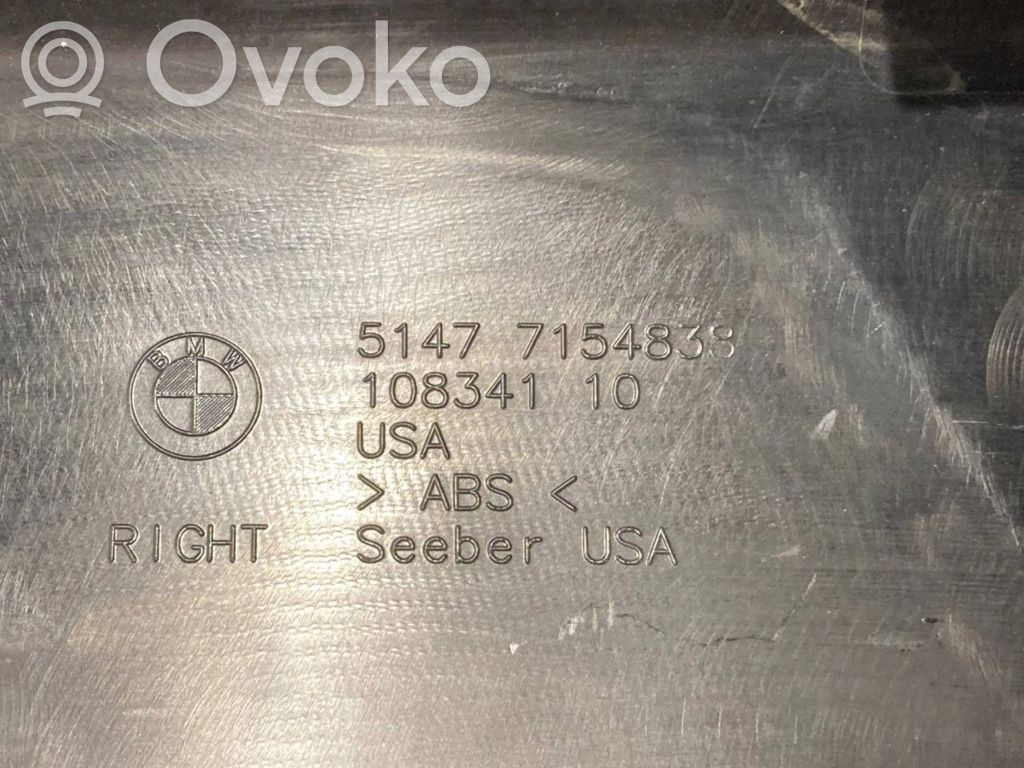 Ovoko
BMW
5147 7154838
108341 10
USA
> ABS <
RIGHT Seeber USA